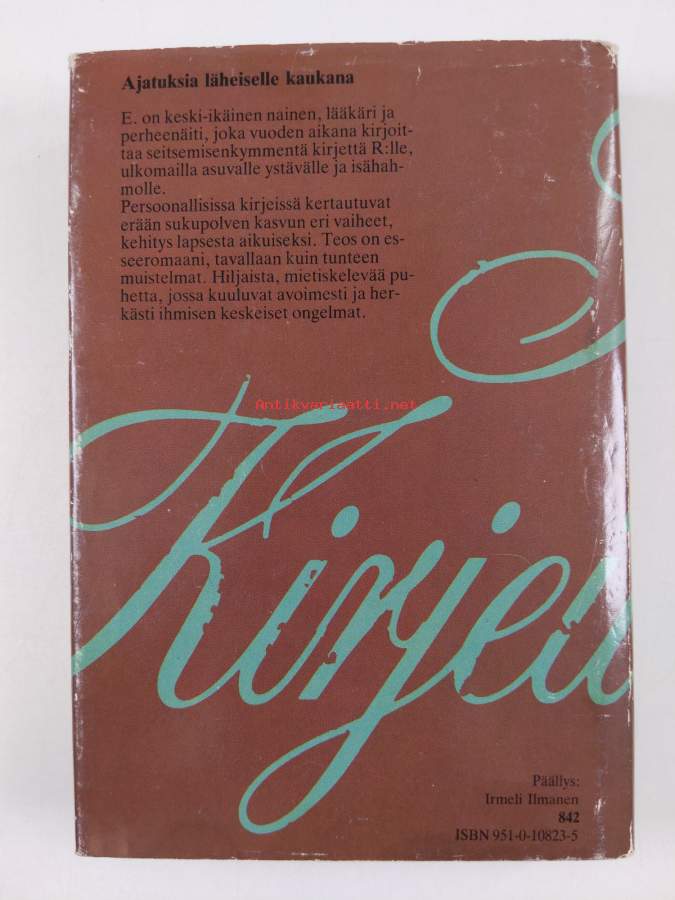 Ajatuksia läheiselle kaukana
E. on keski-ikäinen nainen, lääkäri ja
perheenäiti, joka vuoden aikana kirjoit-
taa seitsemisenkymmentä kirjettä R:lle,
ulkomailla asuvalle ystävälle ja isähah-
molle.
Persoonallisissa kirjeissä kertautuvat
erään sukupolven kasvun eri vaiheet,
kehitys lapsesta aikuiseksi. Teos on es-
seeromaani, tavallaan kuin tunteen
muistelmat. Hiljaista, mietiskelevää pu-
hetta, jossa kuuluvat avoimesti ja her-
kästi ihmisen keskeiset ongelmat.
Antikvariaatti.net
Kirjei
Päällys:
Irmeli Ilmanen
842
ISBN 951-0-10823-5